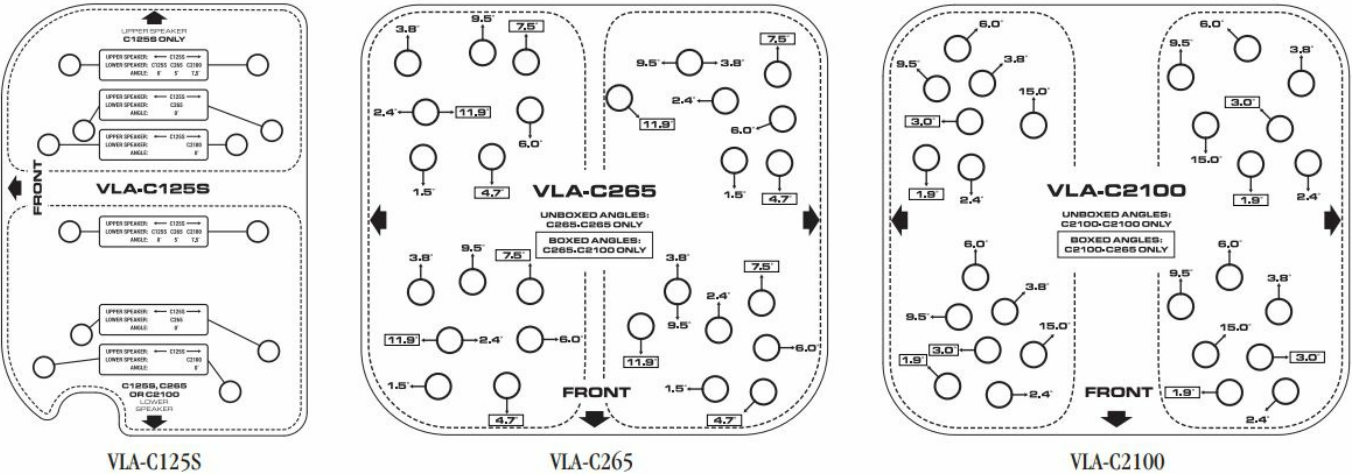 UPPER SPEAKER
C125S ONLY
UPPER SPEAKER: ← C125S →
LOWER SPEAKER: C125S C265 C2100
ANGLE: 0° 5° 7.5°
UPPER SPEAKER: ← C125S →
LOWER SPEAKER: C265
ANGLE: 0°
UPPER SPEAKER: ← C125S →
LOWER SPEAKER: C2100
ANGLE: 0°
FRONT
VLA-C125S
UPPER SPEAKER: ← C125S →
LOWER SPEAKER: C125S C265 C2100
ANGLE: 0° 5° 7.5°
UPPER SPEAKER: ← C125S →
LOWER SPEAKER: C265
ANGLE: 0°
UPPER SPEAKER: ← C125S →
LOWER SPEAKER: C2100
ANGLE: 0°
C125S, C265
OR C2100
LOWER
SPEAKER
VLA-C125S
3.8°
9.5°
7.5°
2.4°
11.9°
6.0°
1.5°
4.7°
7.5°
9.5°
3.8°
2.4°
11.9°
6.0°
1.5°
4.7°
VLA-C265
UNBOXED ANGLES:
C265-C265 ONLY
BOXED ANGLES:
C265-C2100 ONLY
3.8°
9.5°
7.5°
11.9°
2.4°
6.0°
1.5°
4.7°
3.8°
7.5°
2.4°
9.5°
11.9°
6.0°
1.5°
4.7°
FRONT
VLA-C265
6.0°
9.5°
3.8°
15.0°
3.0°
1.9°
2.4°
6.0°
9.5°
3.8°
3.0°
15.0°
1.9°
2.4°
VLA-C2100
UNBOXED ANGLES:
C2100-C2100 ONLY
BOXED ANGLES:
C2100-C265 ONLY
6.0°
3.8°
9.5°
15.0°
3.0°
1.9°
2.4°
6.0°
9.5°
3.8°
15.0°
3.0°
1.9°
2.4°
FRONT
VLA-C2100